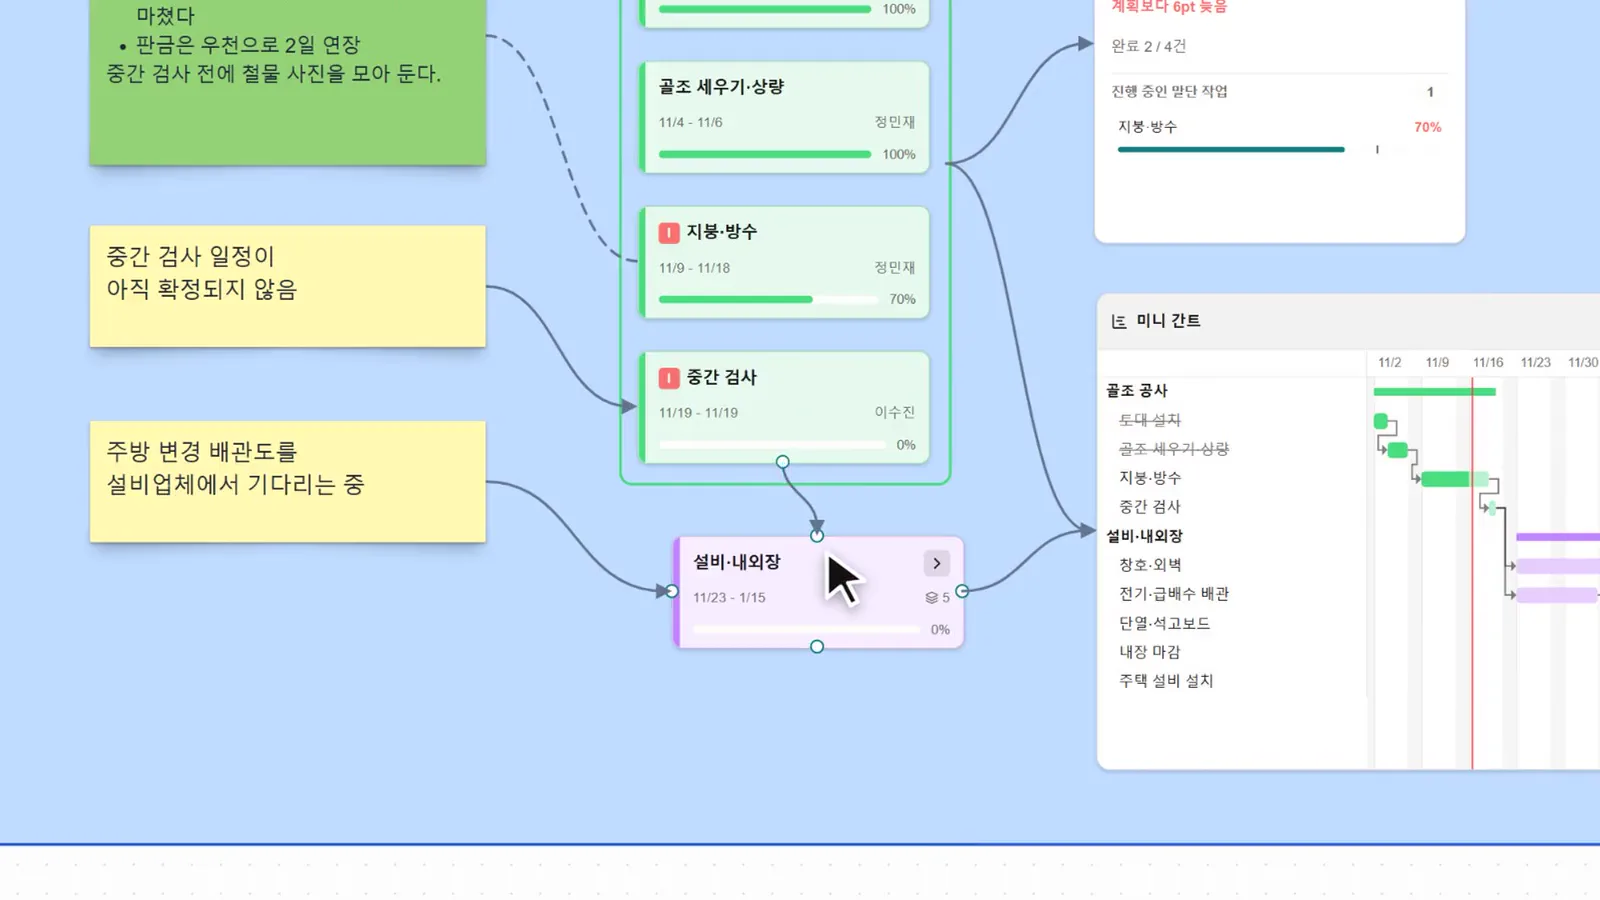 마쳤다
• 판금은 우천으로 2일 연장
중간 검사 전에 철물 사진을 모아 둔다.
중간 검사 일정이
아직 확정되지 않음
주방 변경 배관도를
설비업체에서 기다리는 중
100%
골조 세우기·상량
11/4 - 11/6 정민재
100%
! 지붕·방수
11/9 - 11/18 정민재
70%
! 중간 검사
11/19 - 11/19 이수진
0%
설비·내외장
11/23 - 1/15 5
0%
계획보다 6pt 늦음
완료 2 / 4건
진행 중인 말단 작업 1
지붕·방수 70%
미니 간트
11/2 11/9 11/16 11/23 11/30
골조 공사
토대 설치
골조 세우기·상량
지붕·방수
중간 검사
설비·내외장
창호·외벽
전기·급배수 배관
단열·석고보드
내장 마감
주택 설비 설치